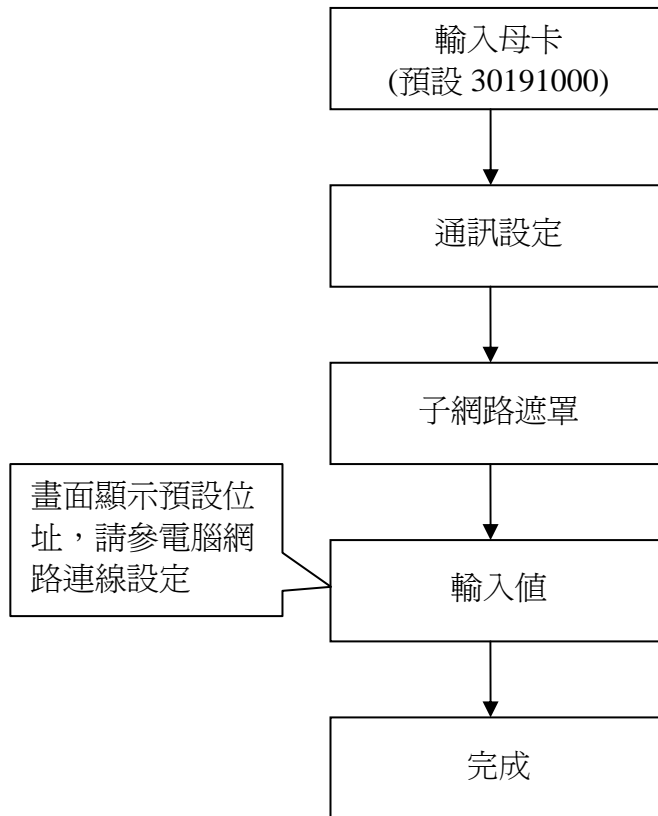 輸入母卡
(預設 30191000)
通訊設定
子網路遮罩
畫面顯示預設位
址，請參電腦網
路連線設定
輸入值
完成